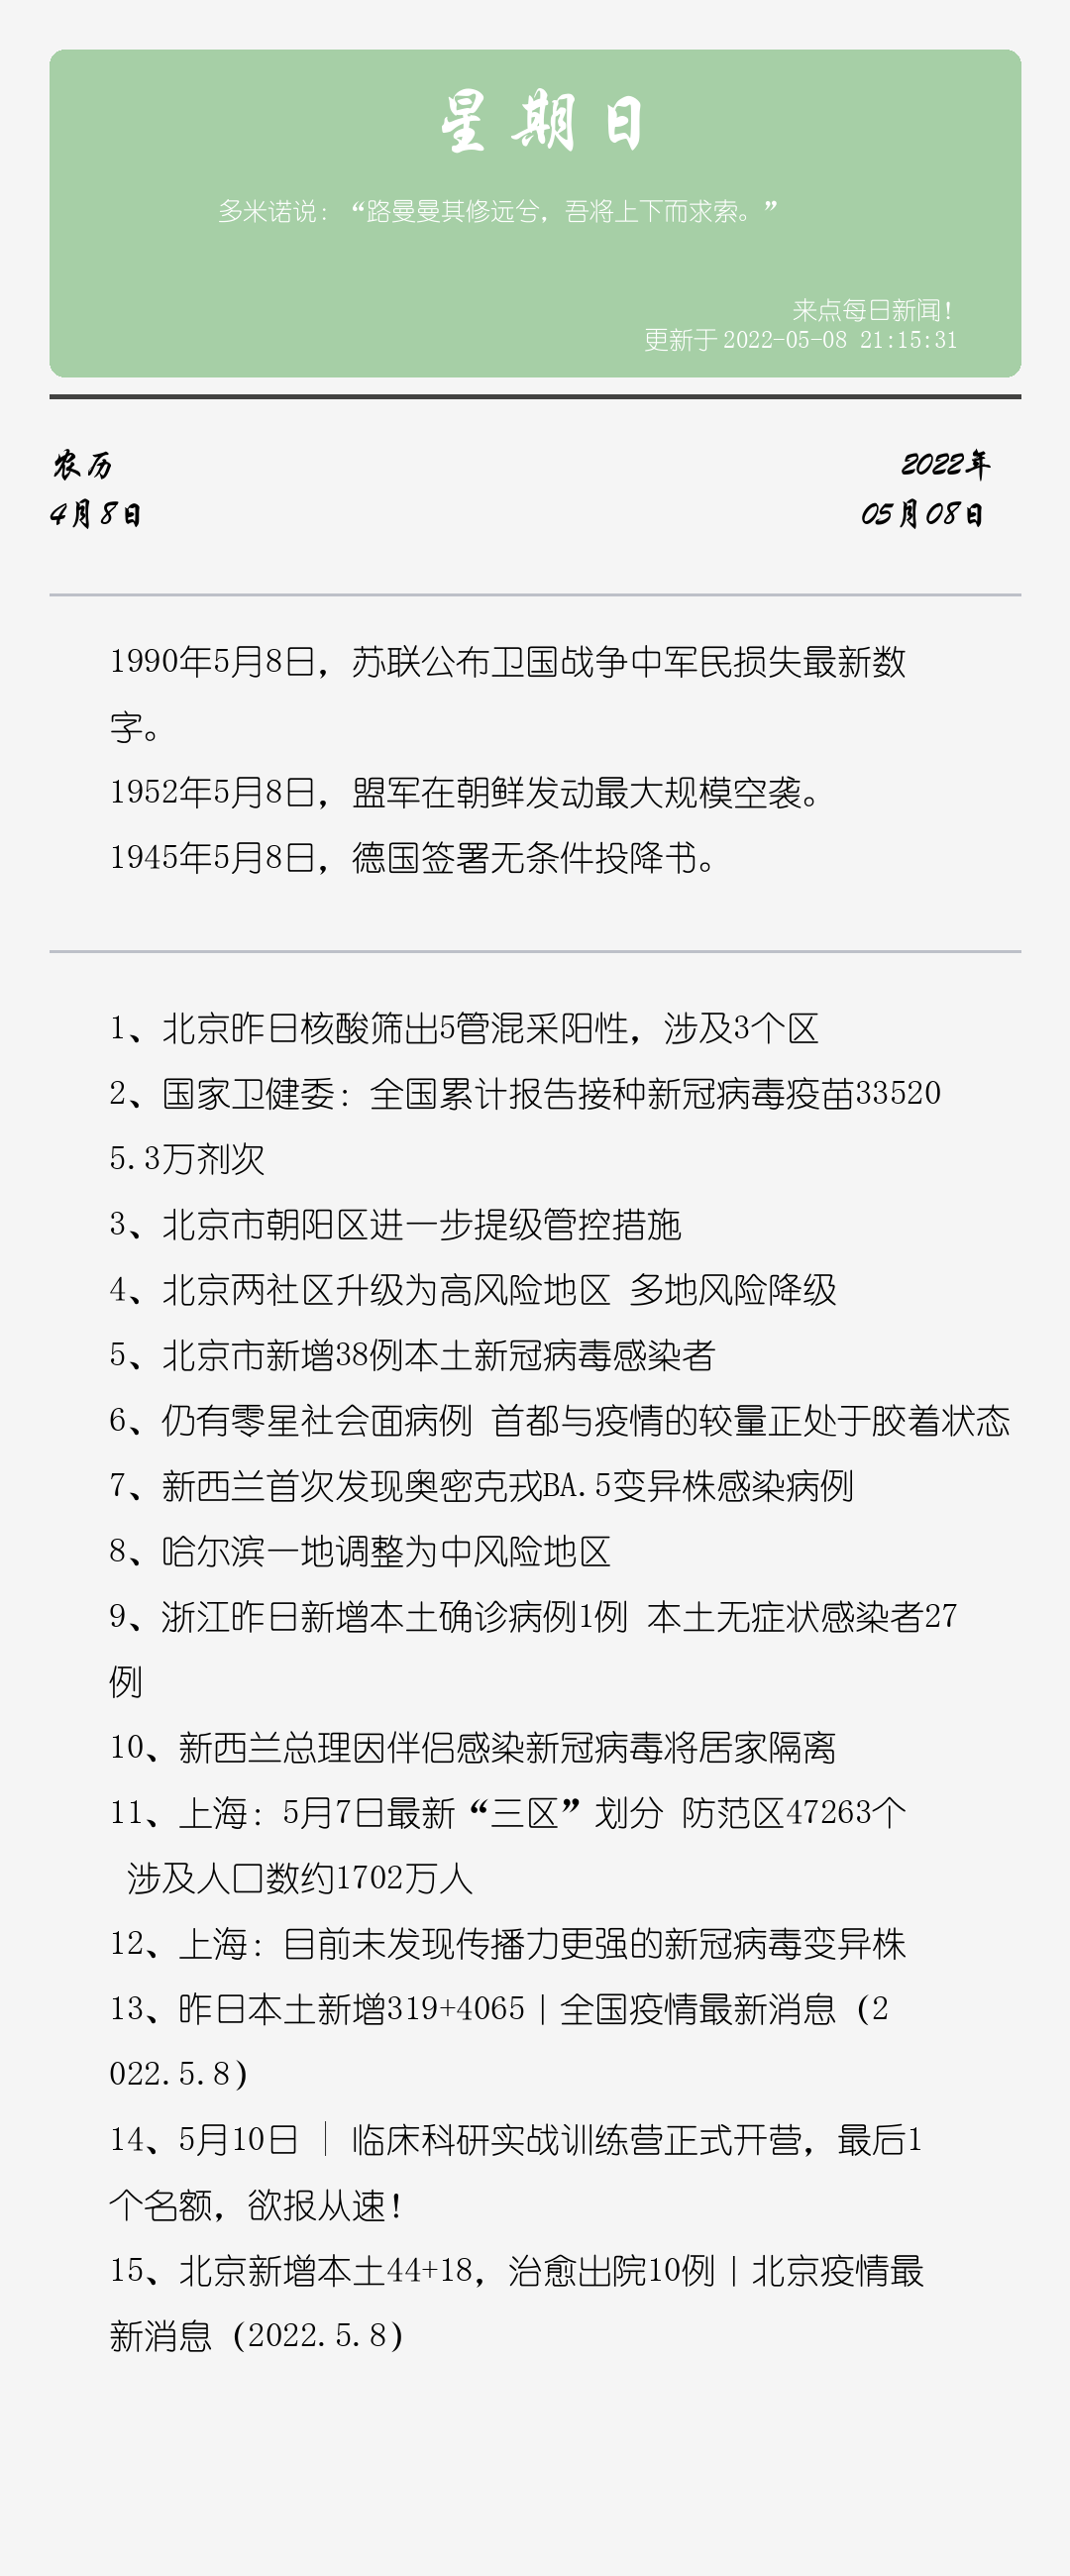 星期日
多米诺说：“路曼曼其修远兮，吾将上下而求索。”
来点每日新闻！
更新于 2022-05-08 21:15:31
农历
2022年
4月8日
05月08日
1990年5月8日，苏联公布卫国战争中军民损失最新数
字。
1952年5月8日，盟军在朝鲜发动最大规模空袭。
1945年5月8日，德国签署无条件投降书。
1、北京昨日核酸筛出5管混采阳性，涉及3个区
2、国家卫健委：全国累计报告接种新冠病毒疫苗33520
5.3万剂次
3、北京市朝阳区进一步提级管控措施
4、北京两社区升级为高风险地区 多地风险降级
5、北京市新增38例本土新冠病毒感染者
6、仍有零星社会面病例 首都与疫情的较量正处于胶着状态
7、新西兰首次发现奥密克戎BA.5变异株感染病例
8、哈尔滨一地调整为中风险地区
9、浙江昨日新增本土确诊病例1例 本土无症状感染者27
例
10、新西兰总理因伴侣感染新冠病毒将居家隔离
11、上海：5月7日最新“三区”划分 防范区47263个
涉及人口数约1702万人
12、上海：目前未发现传播力更强的新冠病毒变异株
13、昨日本土新增319+4065丨全国疫情最新消息（2
022.5.8）
14、5月10日 │ 临床科研实战训练营正式开营，最后1
个名额，欲报从速！
15、北京新增本土44+18，治愈出院10例丨北京疫情最
新消息（2022.5.8）